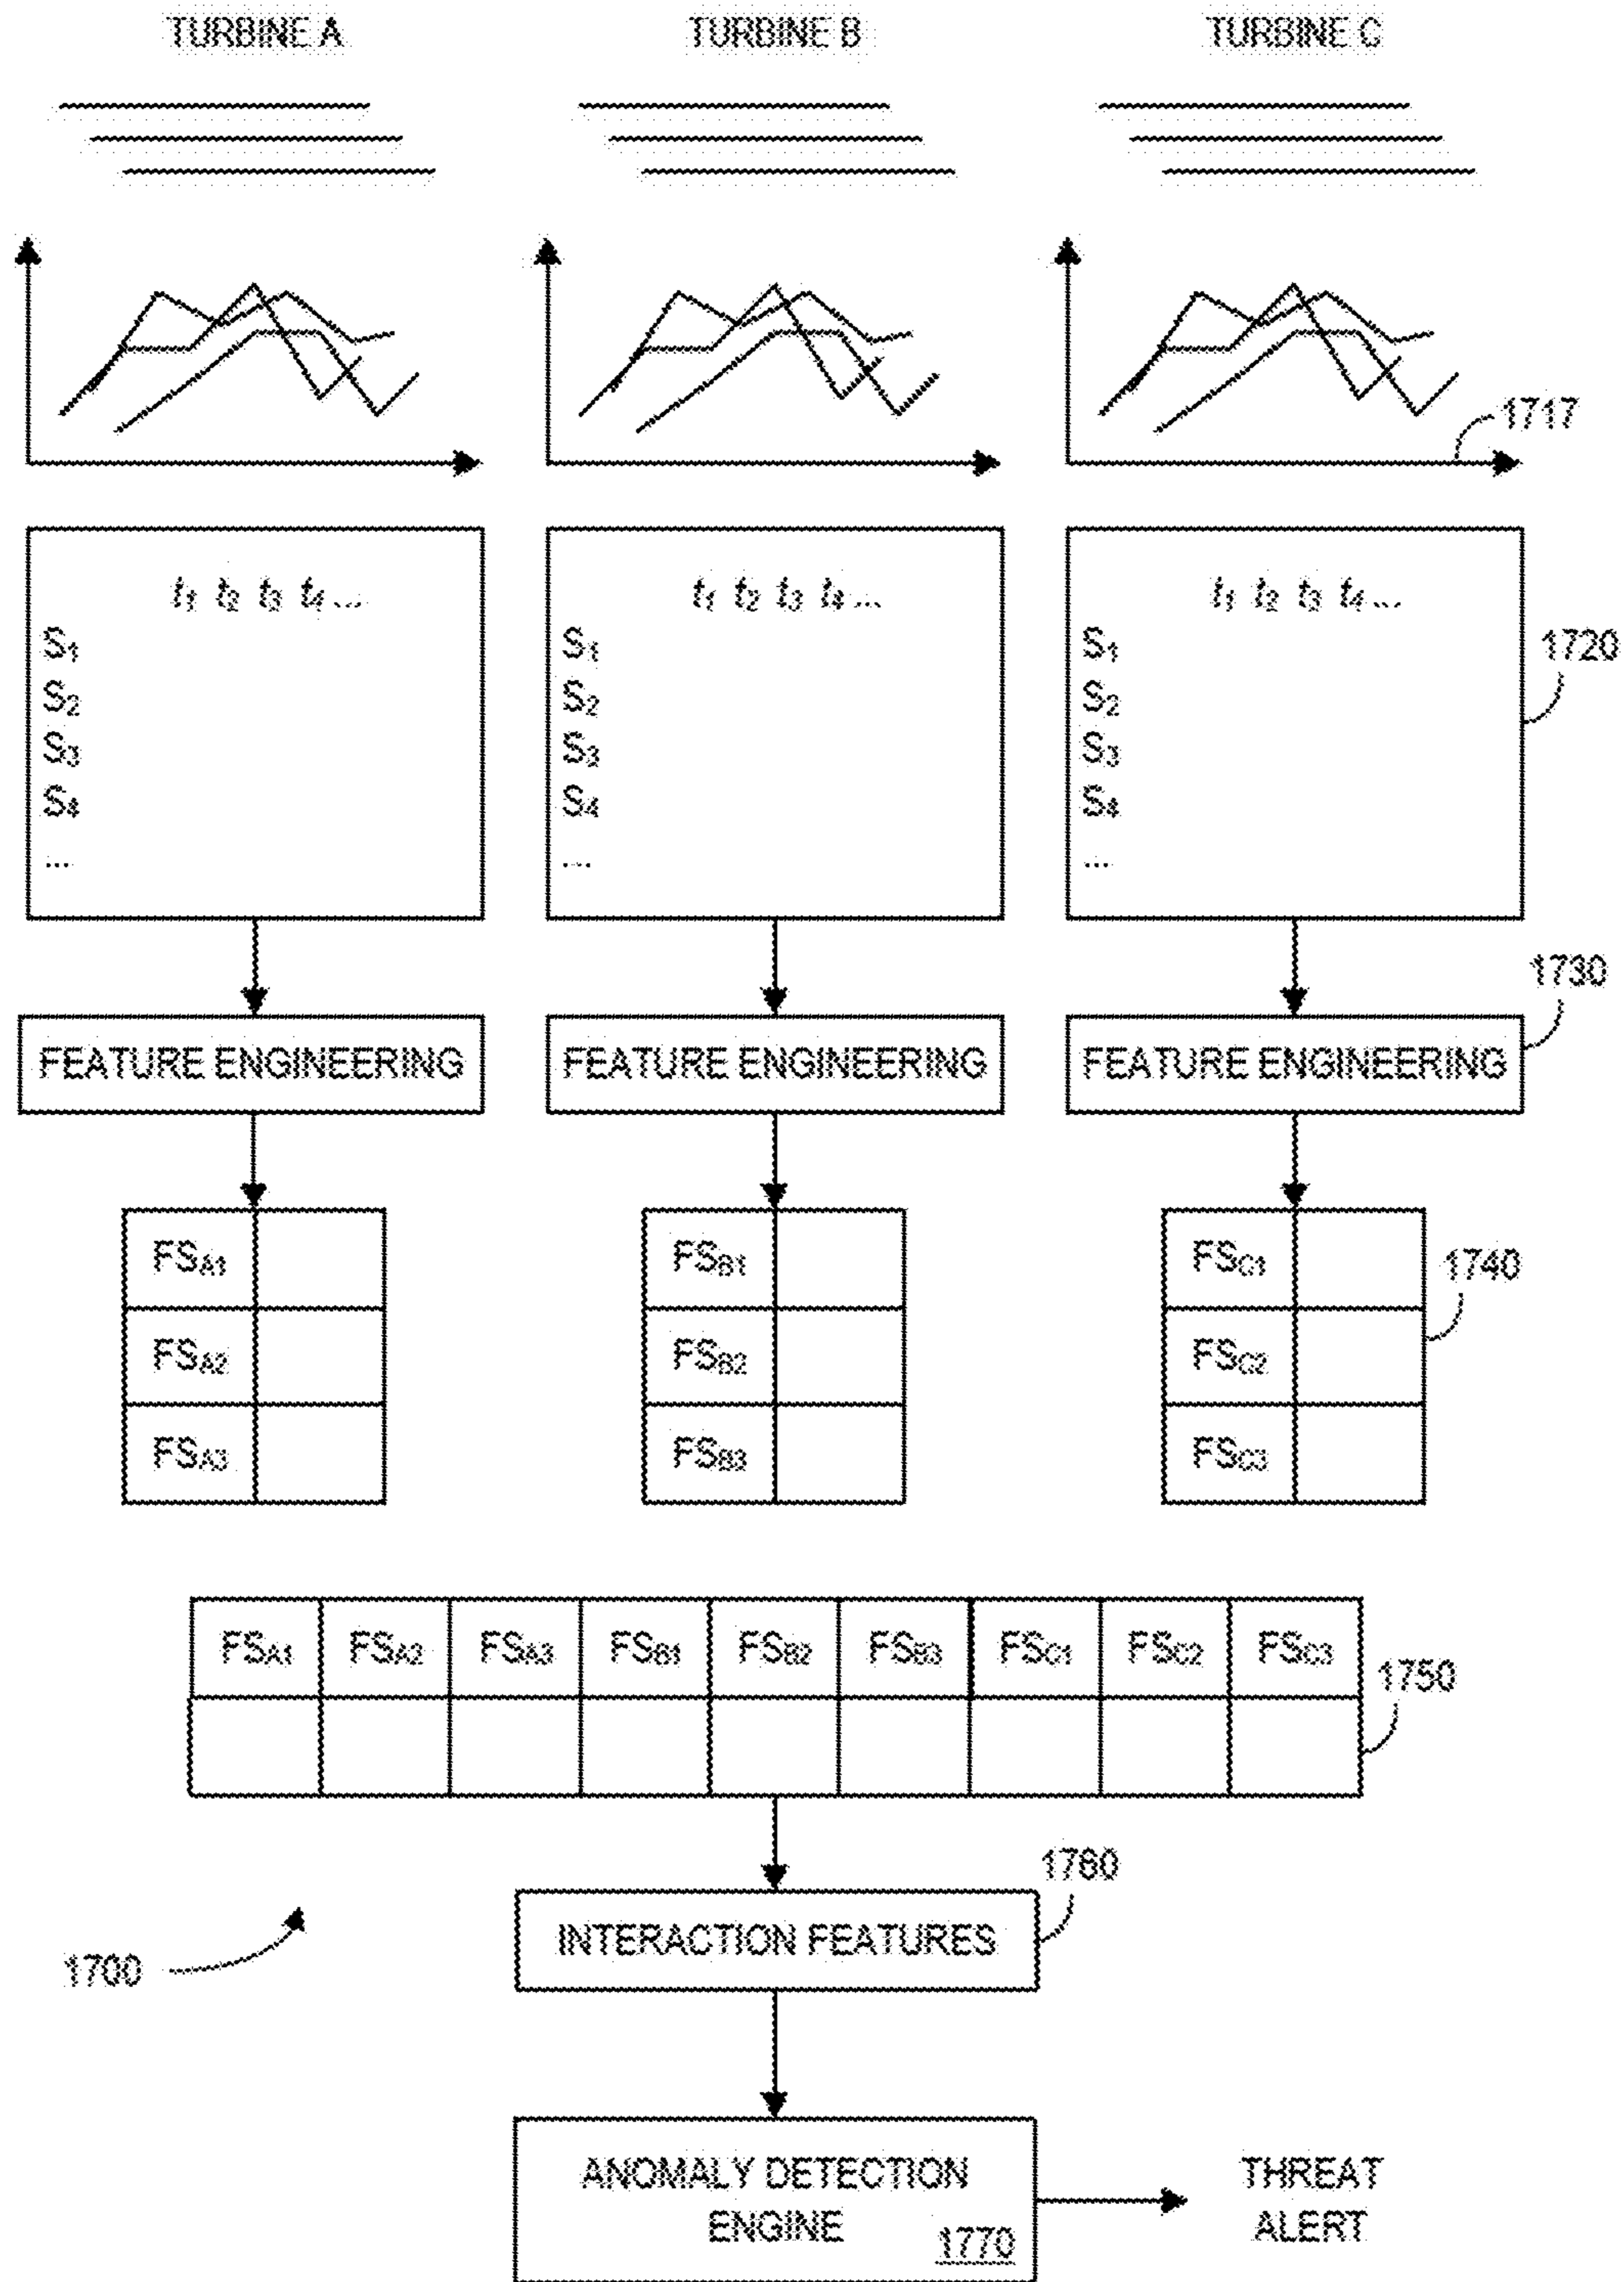 TURBINE A TURBINE B TURBINE C
1717
t1 t2 t3 t4 ... t1 t2 t3 t4 ... t1 t2 t3 t4 ...
S1 S1 S1
1720
S2 S2 S2
S3 S3 S3
S4 S4 S4
... ... ...
1730
FEATURE ENGINEERING FEATURE ENGINEERING FEATURE ENGINEERING
FSA1 FSB1 FSC1
1740
FSA2 FSB2 FSC2
FSA3 FSB3 FSC3
FSA1 FSA2 FSA3 FSB1 FSB2 FSB3 FSC1 FSC2 FSC3
1750
1760
INTERACTION FEATURES
1700
ANOMALY DETECTION
ENGINE
1770
THREAT
ALERT